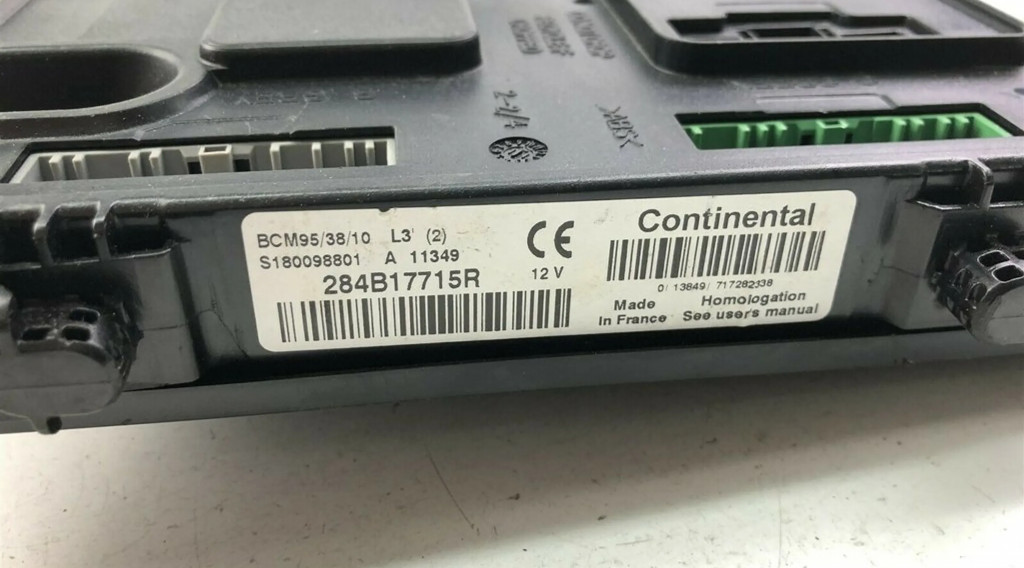 BCM95/38/10 L3 (2)
S180098801 A 11349
284B17715R
12 V
CE
Continental
0/ 13849/ 717282338
Made
In France
Homologation
See user's manual